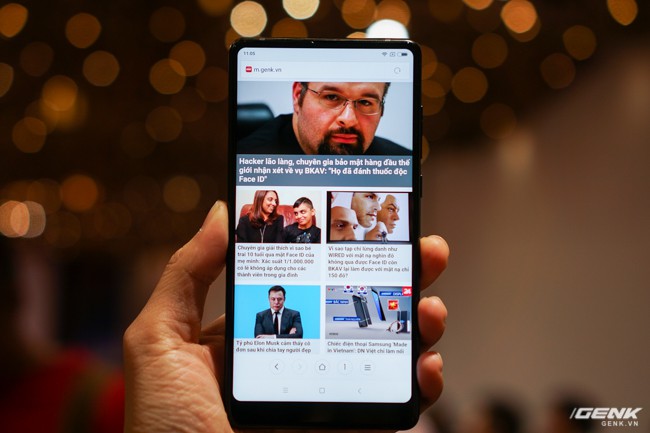 11:05
m.genk.vn
Hacker lão làng, chuyên gia bảo mật hàng đầu thế
giới nhận xét về vụ BKAV: "Họ đã đánh thuốc độc
Face ID"
Chuyên gia giải thích vì sao bé
trai 10 tuổi qua mặt Face ID của
mẹ mình: Xác suất 1/1.000.000
có lẽ không áp dụng cho các
thành viên trong gia đình.
Vì sao tạp chí lừng danh như
WIRED với mặt nạ nghìn đô
không qua được Face ID còn
BKAV lại làm được với mặt nạ chỉ
150 đô?
Tỷ phú Elon Musk cảm thấy cô
đơn sau khi chia tay người đẹp
Chiếc điện thoại Samsung 'Made
in Vietnam': DN Việt chỉ làm nổi
GENK
GENK.VN